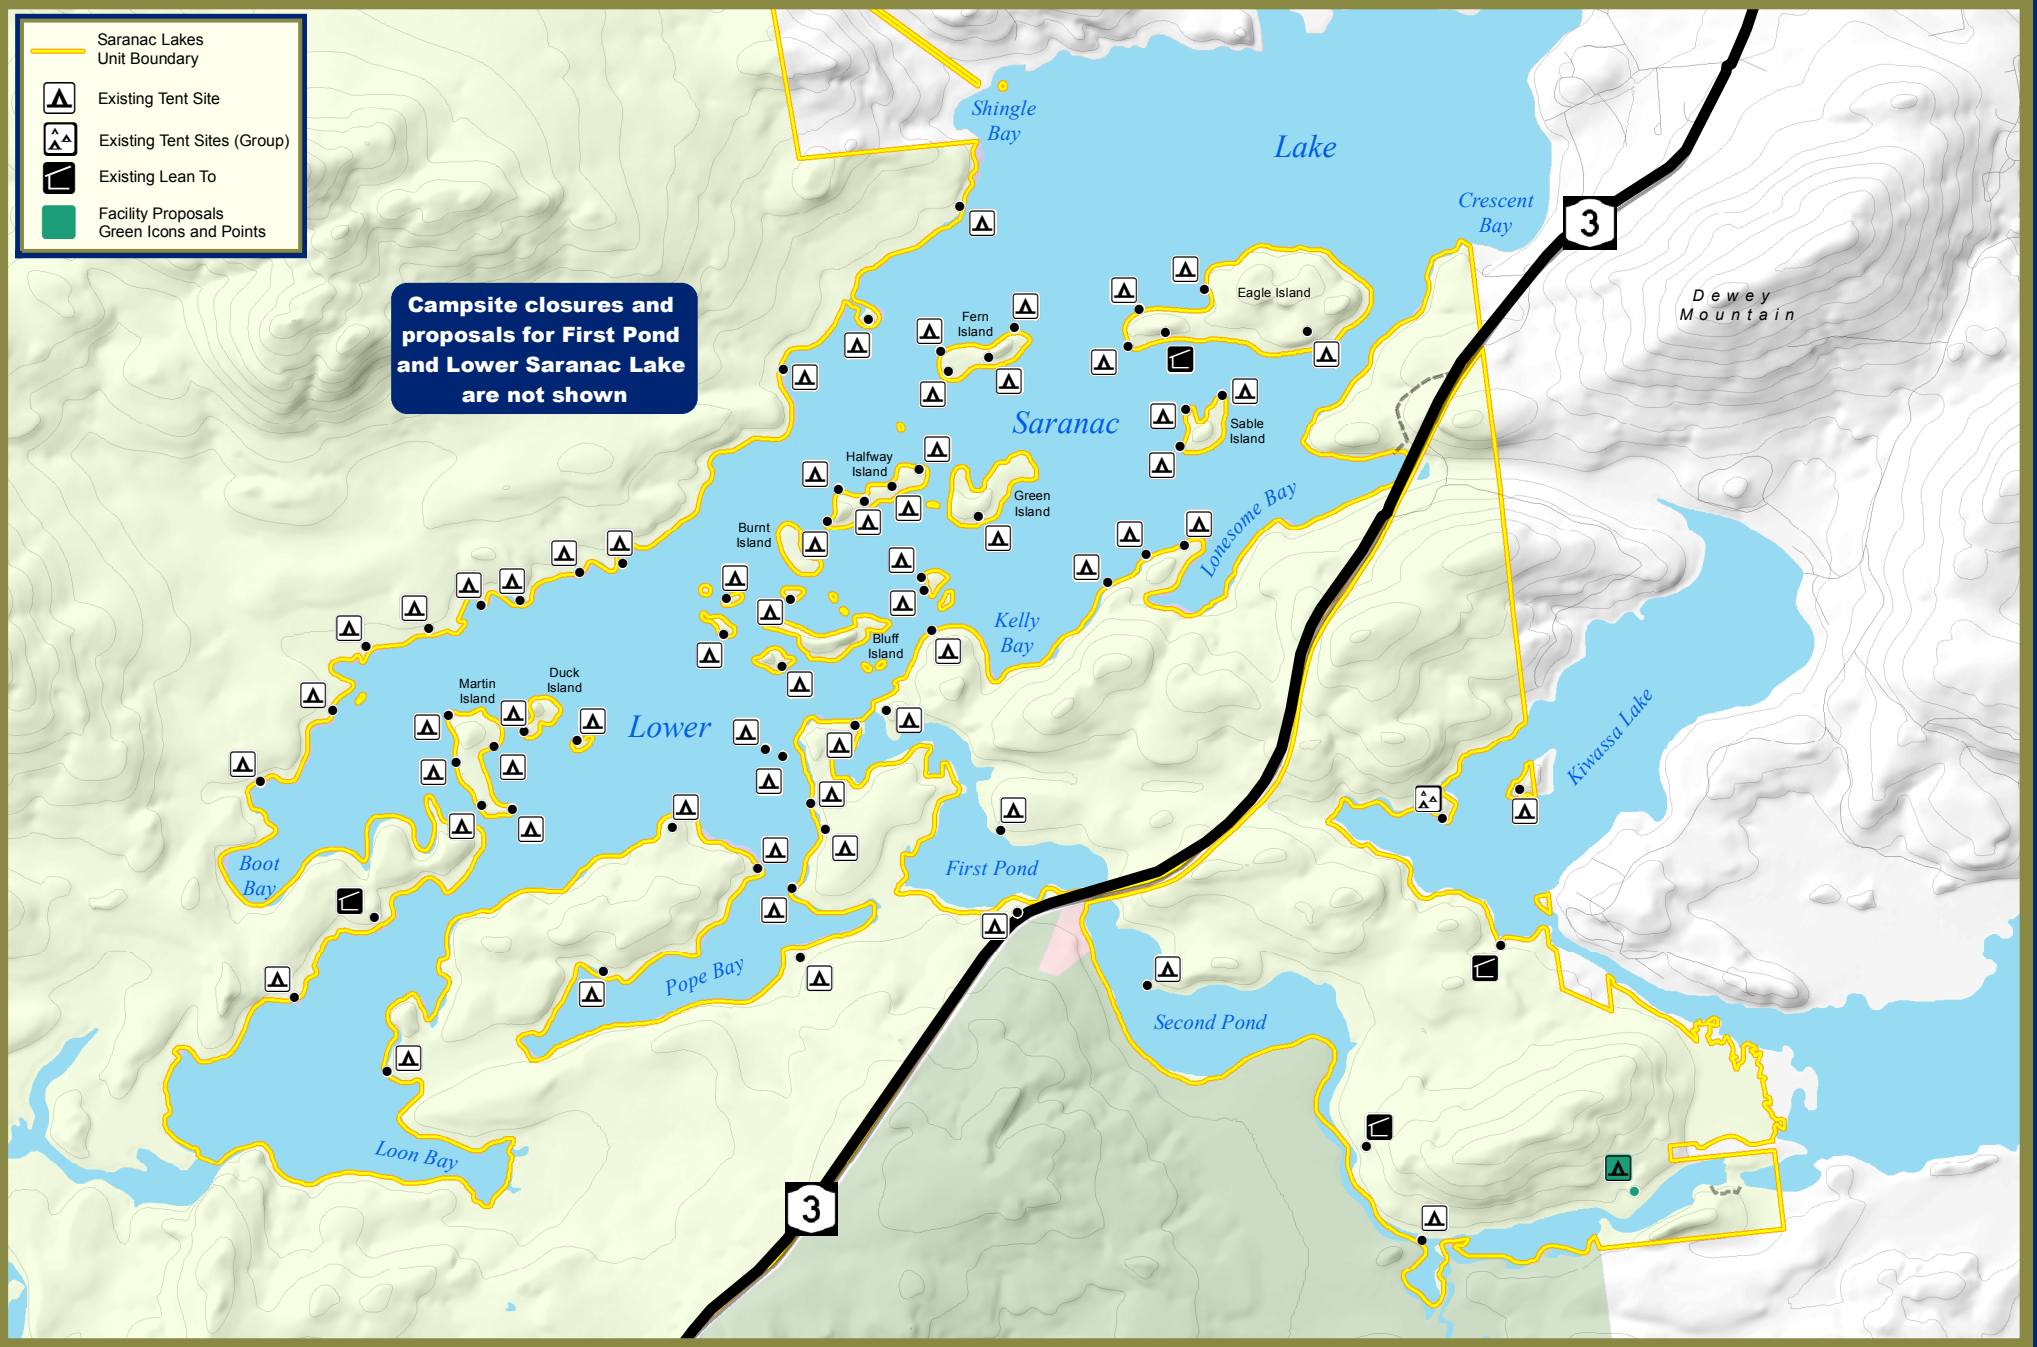 Saranac Lakes
Unit Boundary
Existing Tent Site
Existing Tent Sites (Group)
Existing Lean To
Facility Proposals
Green Icons and Points
Campsite closures and
proposals for First Pond
and Lower Saranac Lake
are not shown
Shingle
Bay
Lake
Crescent
Bay
3
Dewey
Mountain
Eagle Island
Fern
Island
Saranac
Sable
Island
Halfway
Island
Green
Island
Burnt
Island
Lonesome Bay
Kelly
Bay
Bluff
Island
Martin
Island
Duck
Island
Lower
Kiwassa Lake
Boot
Bay
First Pond
Pope Bay
Second Pond
Loon Bay
3